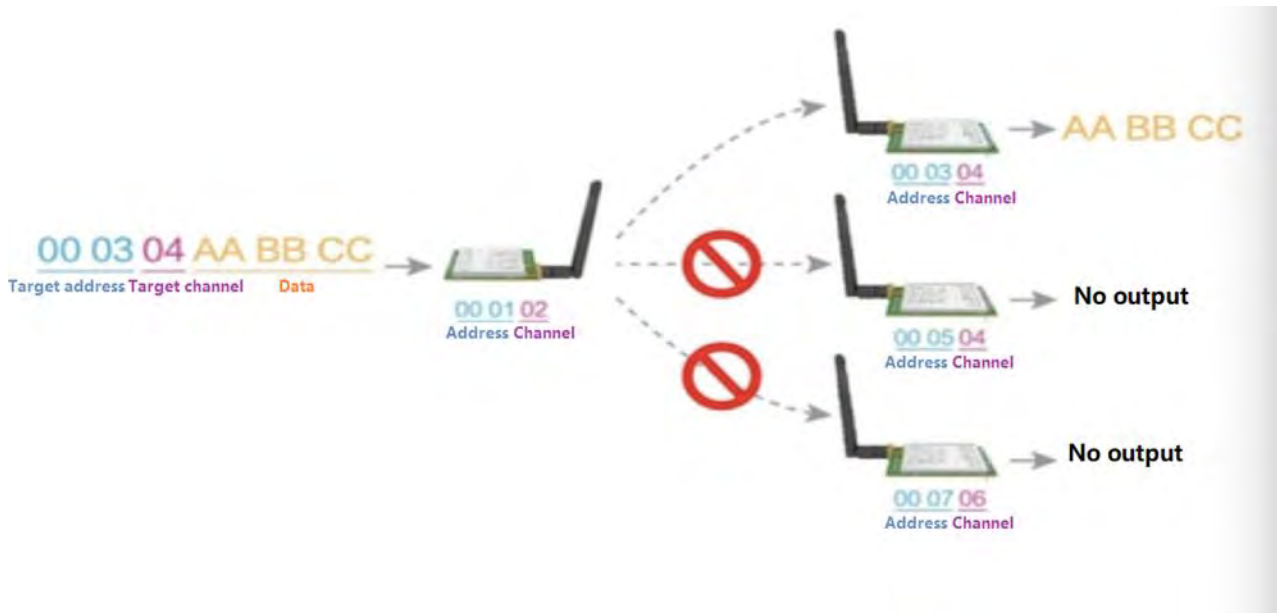 00 03 04 AA BB CC
Target address Target channel Data
00 01 02
Address Channel
AA BB CC
00 03 04
Address Channel
No output
00 05 04
Address Channel
No output
00 07 06
Address Channel